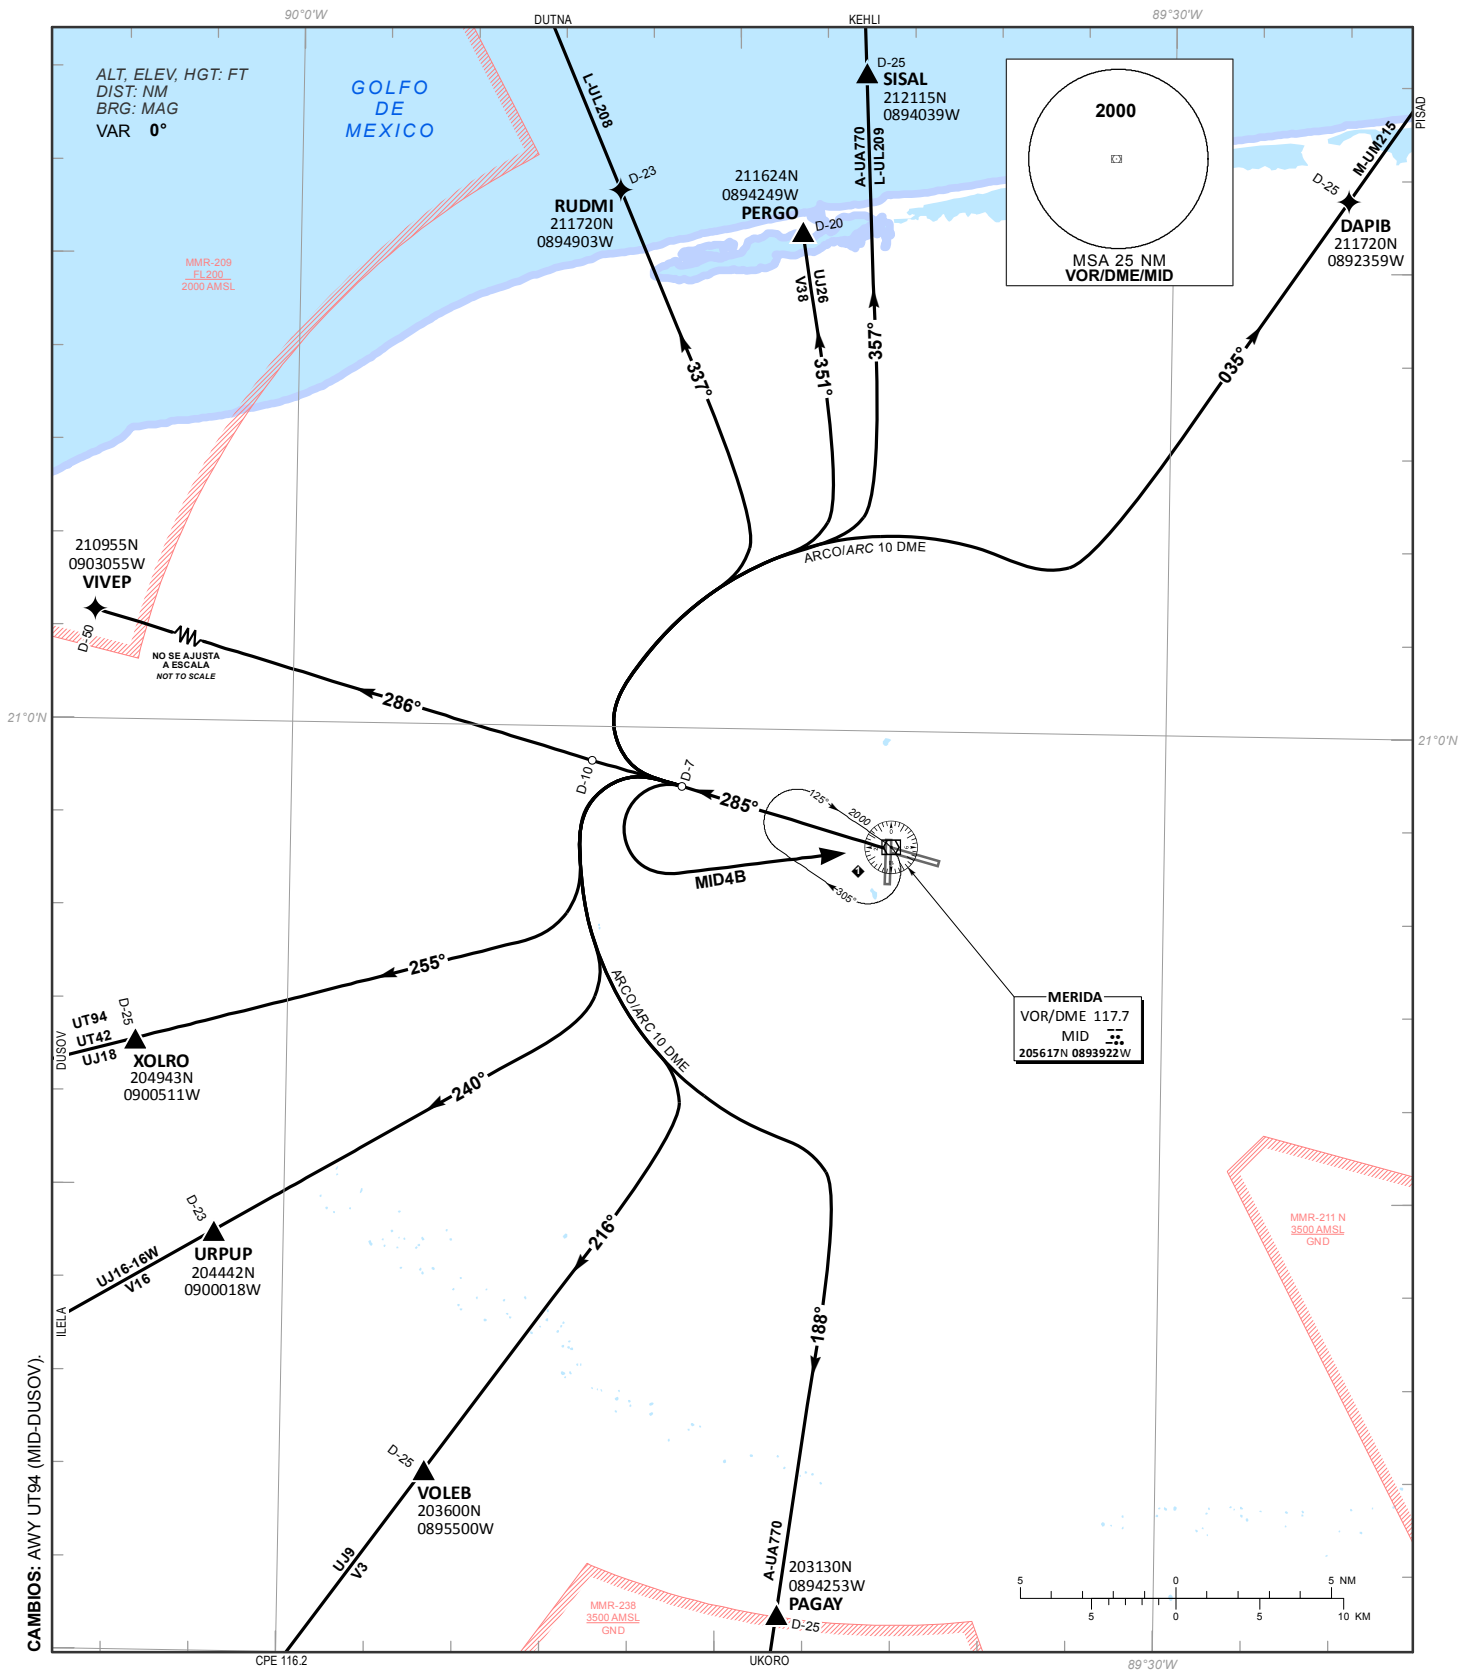 90°0'W
DUTNA
KEHLI
89°30'W
ALT, ELEV, HGT: FT
DIST: NM
BRG: MAG
VAR 0°
GOLFO
DE
MEXICO
L-UL208
D-23
RUDMI
211720N
0894903W
D-25
SISAL
212115N
0894039W
A-UA770
L-UL209
211624N
0894249W
PERGO
D-20
UJ26
V38
2000
MSA 25 NM
VOR/DME/MID
PISAD
M-UM215
D-25
DAPIB
211720N
0892359W
MMR-209
FL200
2000 AMSL
337°
351°
357°
035°
210955N
0903055W
VIVEP
D-50
NO SE AJUSTA
A ESCALA
NOT TO SCALE
ARCO/ARC 10 DME
286°
21°0'N
21°0'N
D-10
D-7
285°
125°
2000
305°
1
MID4B
255°
D-25
UT94
UT42
UJ18
DUSOV
XOLRO
204943N
0900511W
ARCO/ARC 10 DME
MERIDA
VOR/DME 117.7
MID
205617N 0893922W
240°
D-23
URPUP
204442N
0900018W
UJ16-16W
V16
ILELA
216°
188°
MMR-211 N
3500 AMSL
GND
CAMBIOS: AWY UT94 (MID-DUSOV).
D-25
VOLEB
203600N
0895500W
UJ9
V3
A-UA770
203130N
0894253W
PAGAY
D-25
MMR-238
3500 AMSL
GND
5 0 5 NM
5 0 5 10 KM
CPE 116.2
UKORO
89°30'W